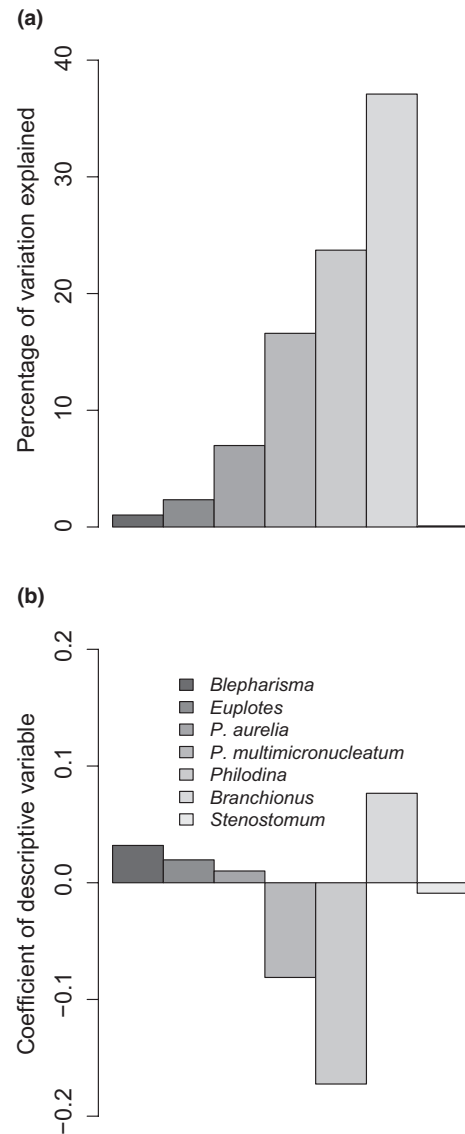 (a)
Percentage of variation explained
40
30
20
10
0
(b)
Coefficient of descriptive variable
0.2
0.1
0.0
−0.1
−0.2
Blepharisma
Euplotes
P. aurelia
P. multimicronucleatum
Philodina
Branchionus
Stenostomum